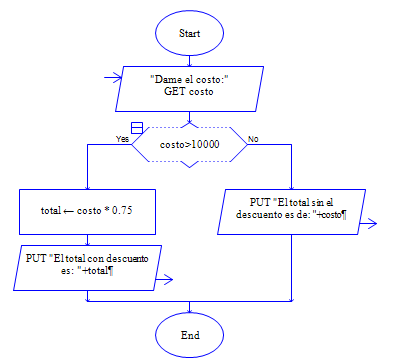 Start
"Dame el costo:"
GET costo
Yes
costo>10000
No
total ← costo * 0.75
PUT "El total sin el
descuento es de: "+costo¶
PUT "El total con descuento
es: "+total¶
End